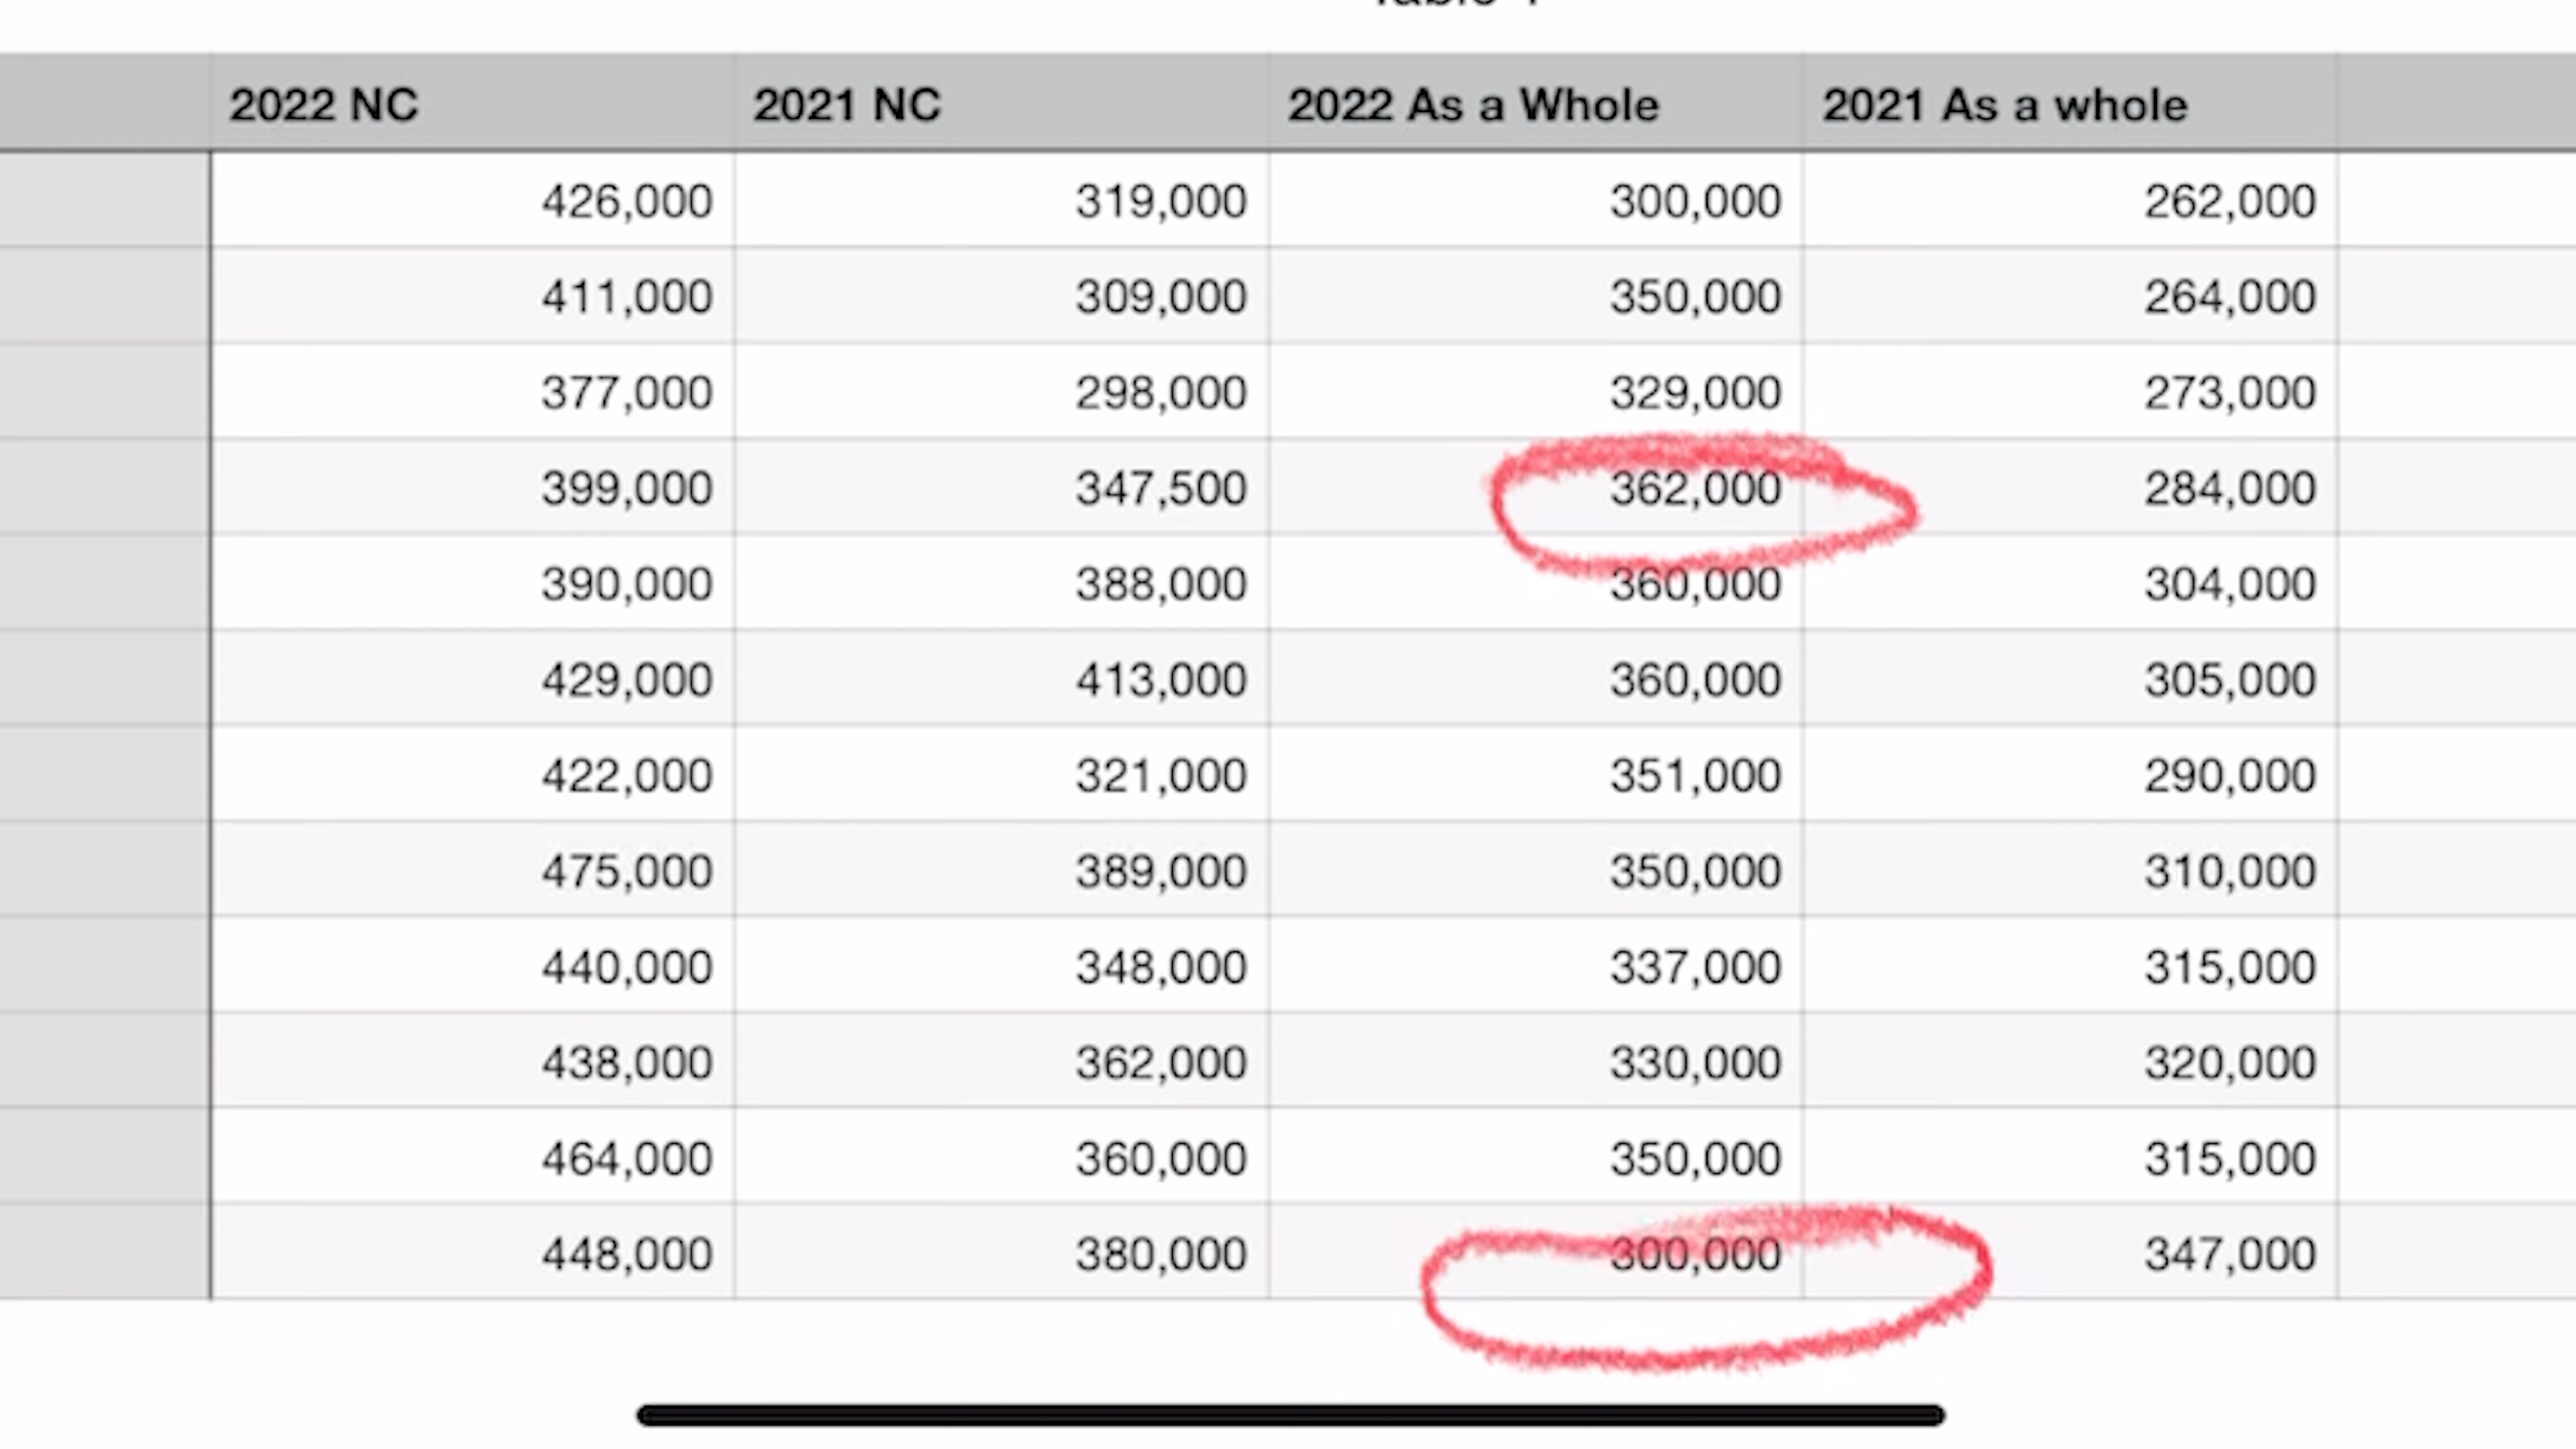 2022 NC 2021 NC 2022 As a Whole 2021 As a whole
426,000 319,000 300,000 262,000
411,000 309,000 350,000 264,000
377,000 298,000 329,000 273,000
399,000 347,500 362,000 284,000
390,000 388,000 360,000 304,000
429,000 413,000 360,000 305,000
422,000 321,000 351,000 290,000
475,000 389,000 350,000 310,000
440,000 348,000 337,000 315,000
438,000 362,000 330,000 320,000
464,000 360,000 350,000 315,000
448,000 380,000 300,000 347,000